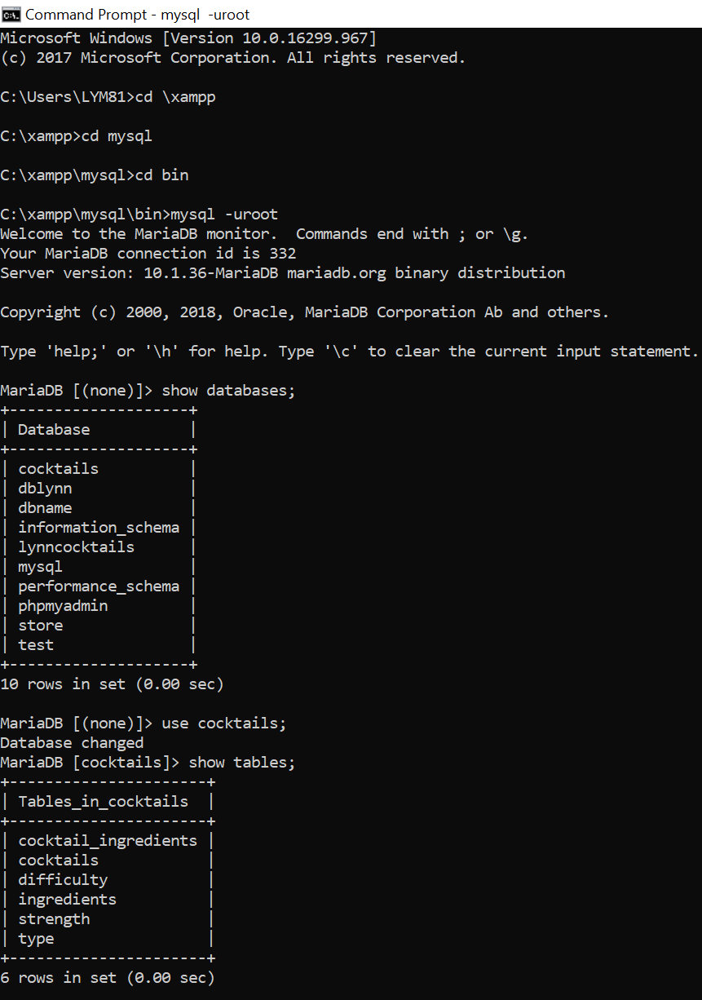 Command Prompt - mysql  -uroot
Microsoft Windows [Version 10.0.16299.967]
(c) 2017 Microsoft Corporation. All rights reserved.
C:\Users\LYM81>cd \xampp
C:\xampp>cd mysql
C:\xampp\mysql>cd bin
C:\xampp\mysql\bin>mysql -uroot
Welcome to the MariaDB monitor.  Commands end with ; or \g.
Your MariaDB connection id is 332
Server version: 10.1.36-MariaDB mariadb.org binary distribution
Copyright (c) 2000, 2018, Oracle, MariaDB Corporation Ab and others.
Type 'help;' or '\h' for help. Type '\c' to clear the current input statement.
MariaDB [(none)]> show databases;
+--------------------+
| Database           |
+--------------------+
| cocktails          |
| dblynn             |
| dbname             |
| information_schema |
| lynncocktails      |
| mysql              |
| performance_schema |
| phpmyadmin         |
| store              |
| test               |
+--------------------+
10 rows in set (0.00 sec)
MariaDB [(none)]> use cocktails;
Database changed
MariaDB [cocktails]> show tables;
+----------------------+
| Tables_in_cocktails  |
+----------------------+
| cocktail_ingredients |
| cocktails            |
| difficulty           |
| ingredients          |
| strength             |
| type                 |
+----------------------+
6 rows in set (0.00 sec)